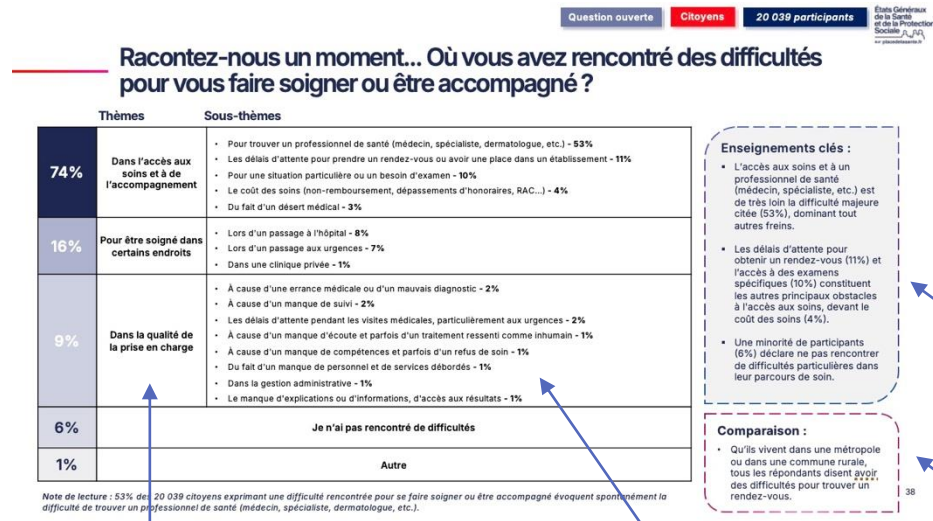 Question ouverte
Citoyens
20 039 participants
États Généraux
de la Santé
et de la Protection
Sociale
placedelasante.fr
Racontez-nous un moment... Où vous avez rencontré des difficultés
pour vous faire soigner ou être accompagné ?
Thèmes
Sous-thèmes
74%
Dans l'accès aux
soins et à de
l'accompagnement
• Pour trouver un professionnel de santé (médecin, spécialiste, dermatologue, etc.) - 53%
• Les délais d'attente pour prendre un rendez-vous ou avoir une place dans un établissement - 11%
• Pour une situation particulière ou un besoin d'examen - 10%
• Le coût des soins (non-remboursement, dépassements d'honoraires, RAC...) - 4%
• Du fait d'un désert médical - 3%
16%
Pour être soigné dans
certains endroits
• Lors d'un passage à l'hôpital - 8%
• Lors d'un passage aux urgences - 7%
• Dans une clinique privée - 1%
9%
Dans la qualité de
la prise en charge
• À cause d'une errance médicale ou d'un mauvais diagnostic - 2%
• À cause d'un manque de suivi - 2%
• Les délais d'attente pendant les visites médicales, particulièrement aux urgences - 2%
• À cause d'un manque d'écoute et parfois d'un traitement ressenti comme inhumain - 1%
• À cause d'un manque de compétences et parfois d'un refus de soin - 1%
• Du fait d'un manque de personnel et de services débordés - 1%
• Dans la gestion administrative - 1%
• Le manque d'explications ou d'informations, d'accès aux résultats - 1%
6%
Je n'ai pas rencontré de difficultés
1%
Autre
Note de lecture : 53% des 20 039 citoyens exprimant une difficulté rencontrée pour se faire soigner ou être accompagné évoquent spontanément la
difficulté de trouver un professionnel de santé (médecin, spécialiste, dermatologue, etc.).
Enseignements clés :
▪ L'accès aux soins et à un
professionnel de santé
(médecin, spécialiste, etc.) est
de très loin la difficulté majeure
citée (53%), dominant tout
autres freins.
▪ Les délais d'attente pour
obtenir un rendez-vous (11%) et
l'accès à des examens
spécifiques (10%) constituent
les autres principaux obstacles
à l'accès aux soins, devant le
coût des soins (4%).
▪ Une minorité de participants
(6%) déclare ne pas rencontrer
de difficultés particulières dans
leur parcours de soin.
Comparaison :
• Qu'ils vivent dans une métropole
ou dans une commune rurale,
tous les répondants disent avoir
des difficultés pour trouver un
rendez-vous.
38